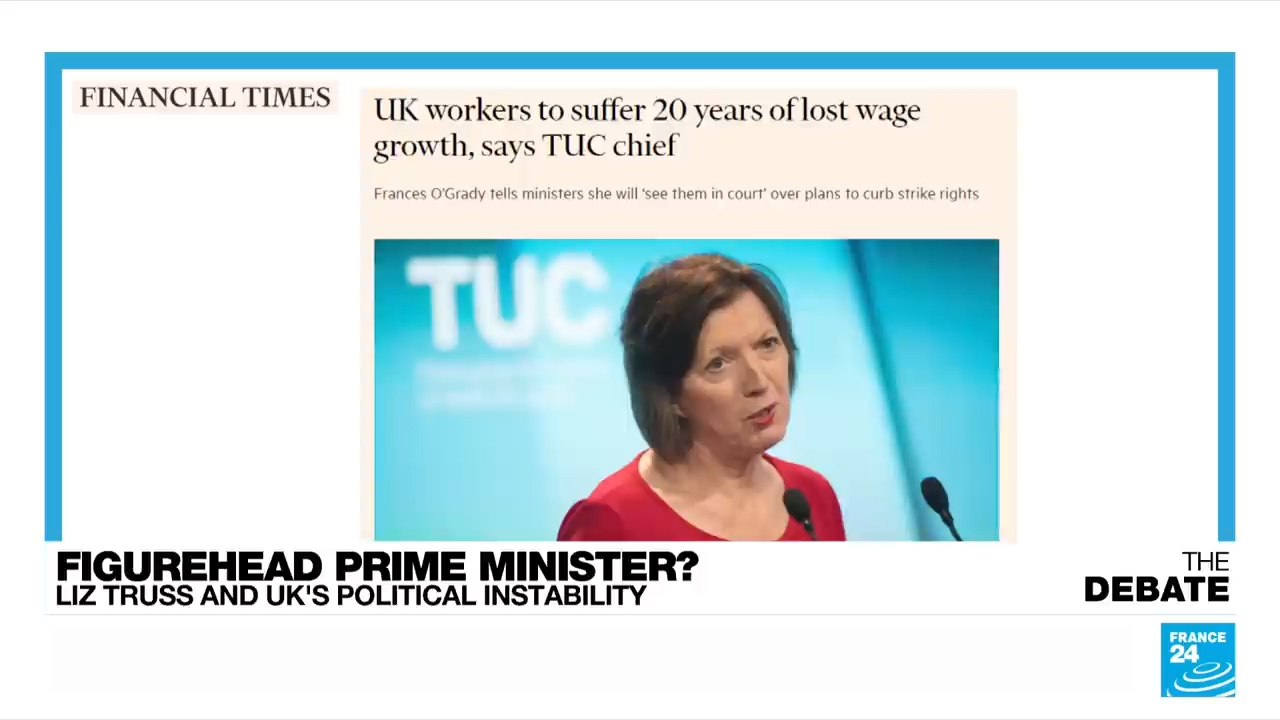 FINANCIAL TIMES
UK workers to suffer 20 years of lost wage
growth, says TUC chief
Frances O'Grady tells ministers she will 'see them in court' over plans to curb strike rights
TUC
FIGUREHEAD PRIME MINISTER?
LIZ TRUSS AND UK'S POLITICAL INSTABILITY
THE
DEBATE
FRANCE
24